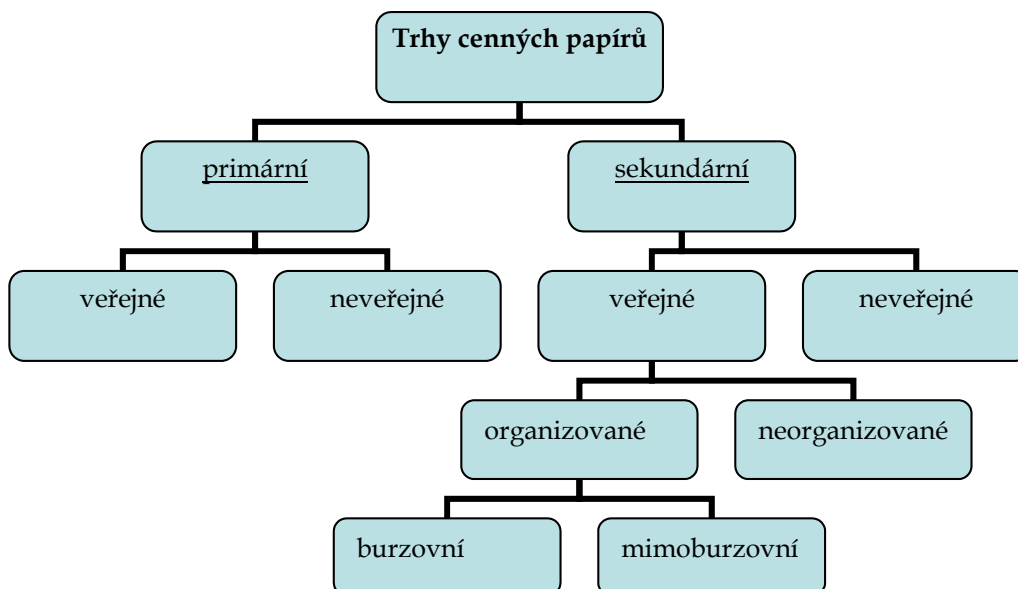 Trhy cenných papírů
primární
sekundární
veřejné
neveřejné
veřejné
neveřejné
organizované
neorganizované
burzovní
mimoburzovní